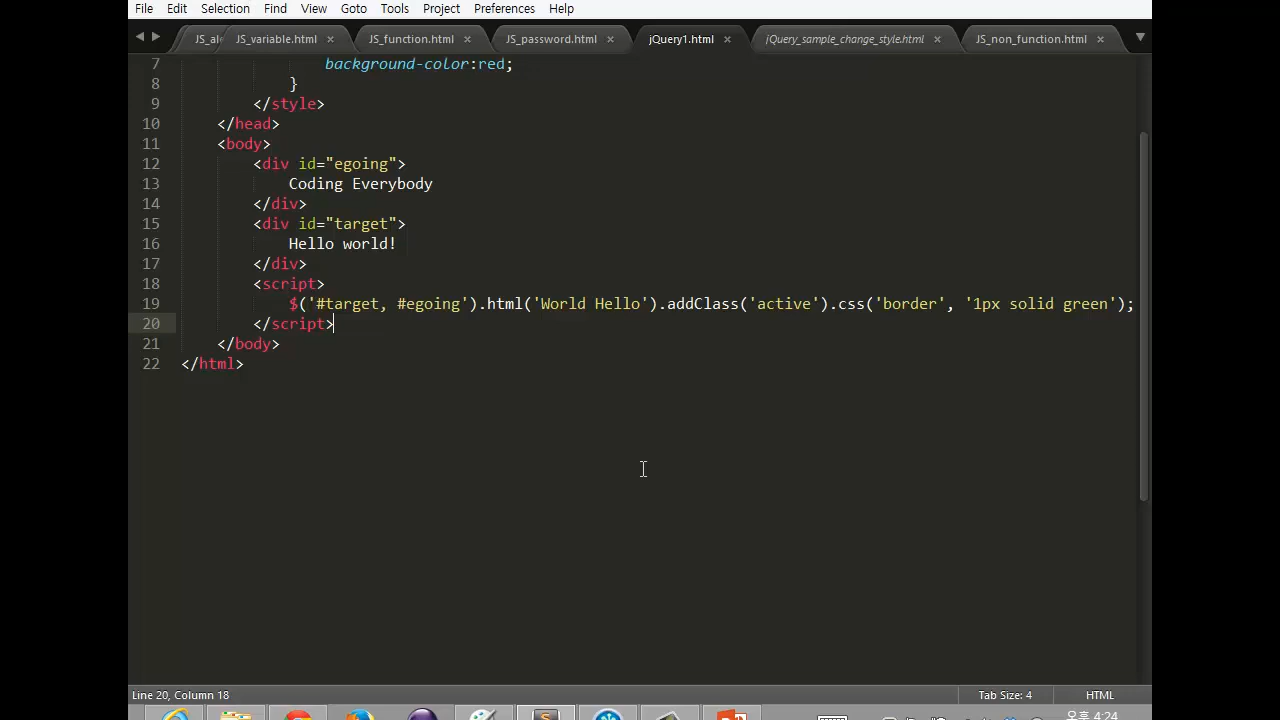 File Edit Selection Find View Goto Tools Project Preferences Help
JS_al JS_variable.html × JS_function.html × JS_password.html × jQuery1.html × jQuery_sample_change_style.html × JS_non_function.html ×
7 background-color:red;
8 }
9 </style>
10 </head>
11 <body>
12 <div id="egoing">
13 Coding Everybody
14 </div>
15 <div id="target">
16 Hello world!
17 </div>
18 <script>
19 $('#target, #egoing').html('World Hello').addClass('active').css('border', '1px solid green');
20 </script>
21 </body>
22 </html>
Line 20, Column 18 Tab Size: 4 HTML
오후 4:24